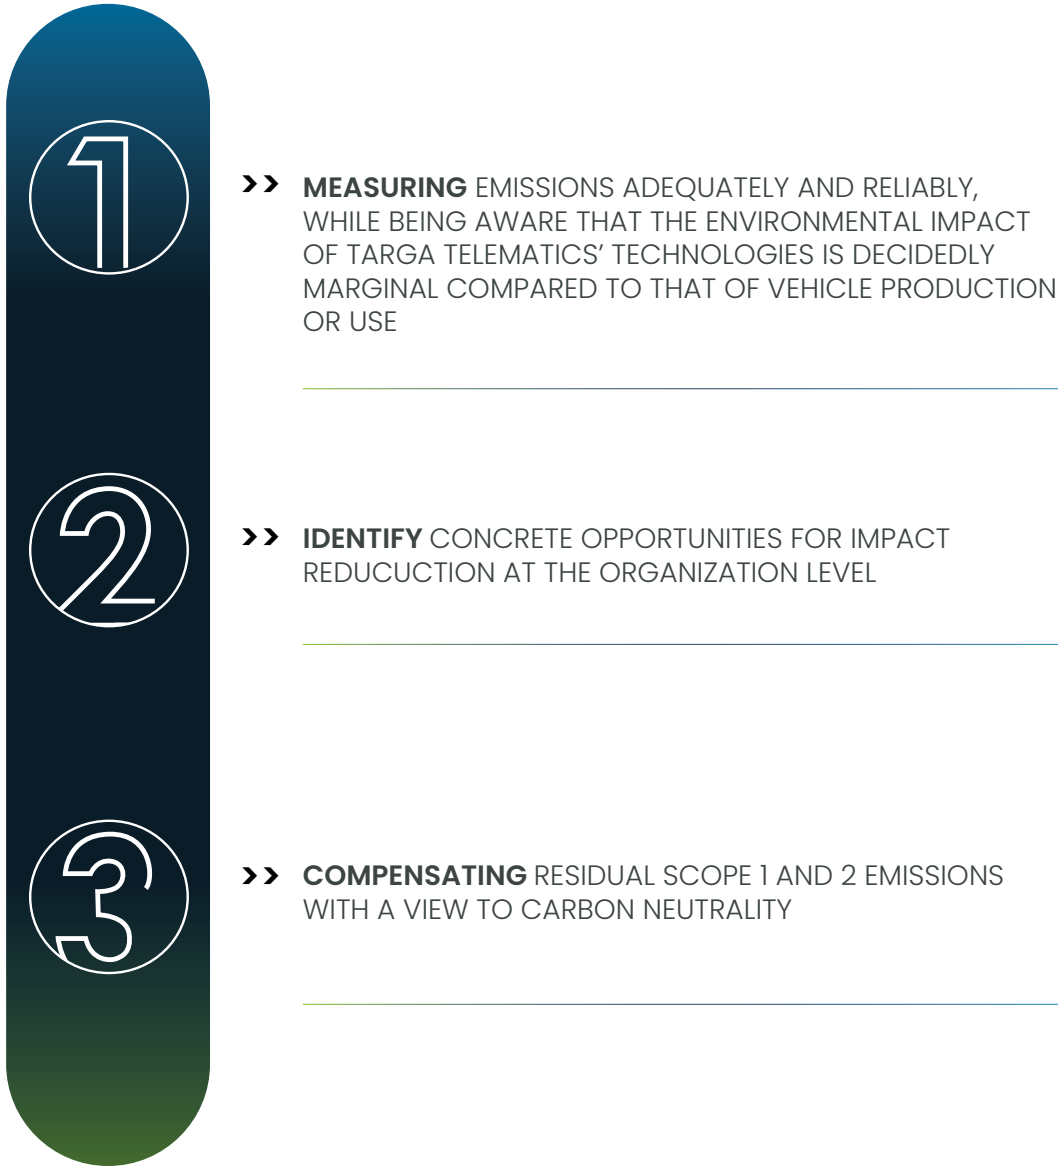 1
>> MEASURING EMISSIONS ADEQUATELY AND RELIABLY,
WHILE BEING AWARE THAT THE ENVIRONMENTAL IMPACT
OF TARGA TELEMATICS’ TECHNOLOGIES IS DECIDEDLY
MARGINAL COMPARED TO THAT OF VEHICLE PRODUCTION
OR USE
2
>> IDENTIFY CONCRETE OPPORTUNITIES FOR IMPACT
REDUCUCTION AT THE ORGANIZATION LEVEL
3
>> COMPENSATING RESIDUAL SCOPE 1 AND 2 EMISSIONS
WITH A VIEW TO CARBON NEUTRALITY